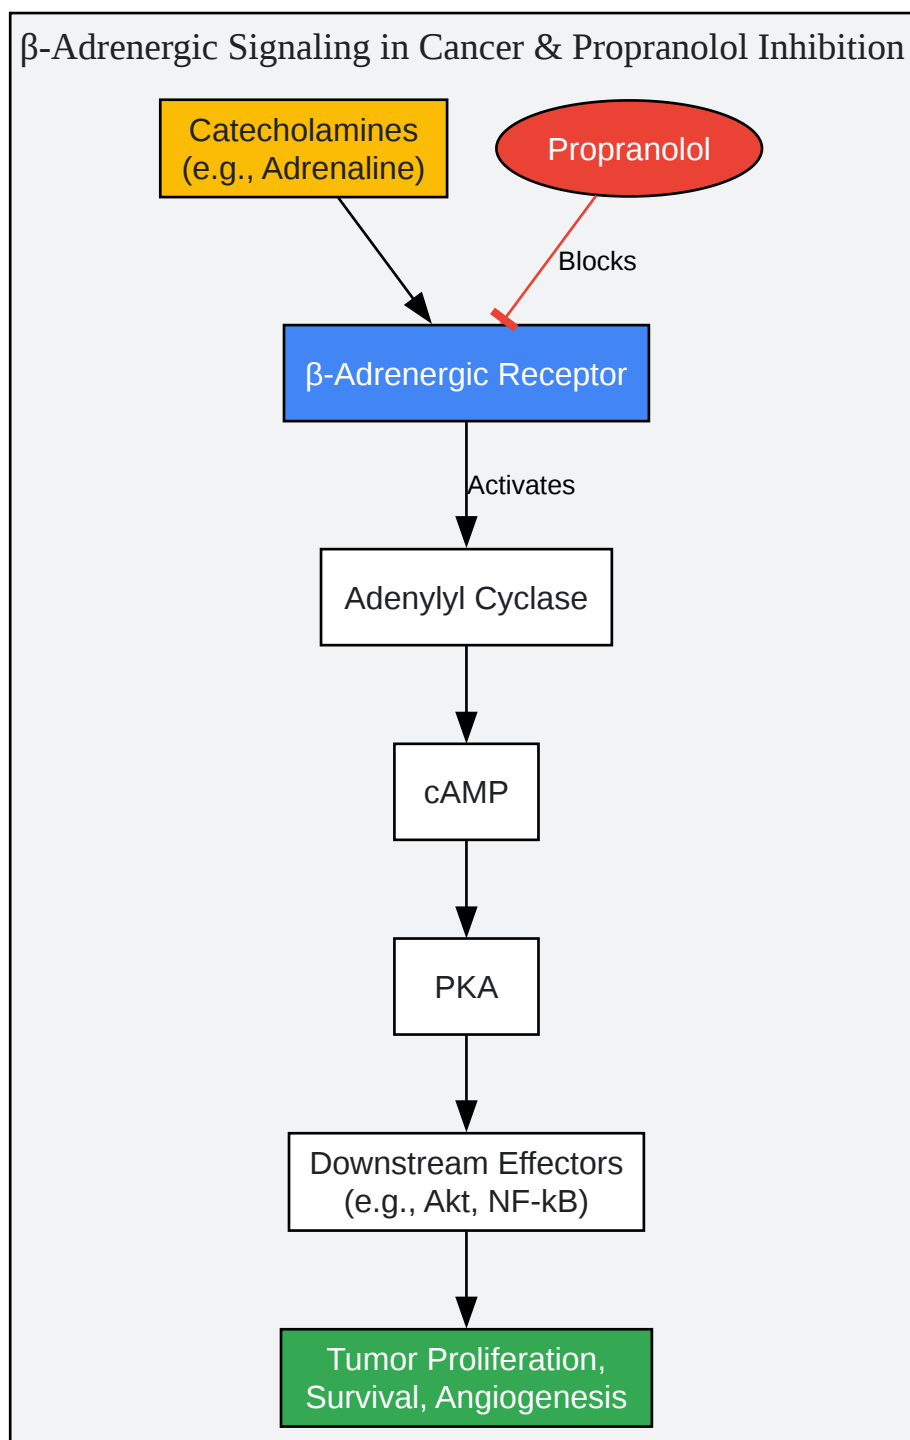 β-Adrenergic Signaling in Cancer & Propranolol Inhibition
Catecholamines
(e.g., Adrenaline)
Propranolol
Blocks
β-Adrenergic Receptor
Activates
Adenylyl Cyclase
cAMP
PKA
Downstream Effectors
(e.g., Akt, NF-kB)
Tumor Proliferation,
Survival, Angiogenesis